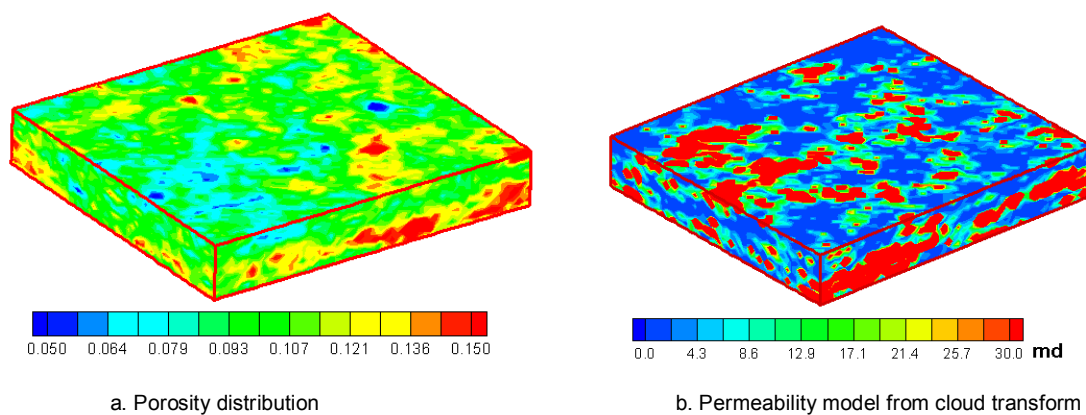 0.050 0.064 0.079 0.093 0.107 0.121 0.136 0.150
0.0 4.3 8.6 12.9 17.1 21.4 25.7 30.0 md
a. Porosity distribution
b. Permeability model from cloud transform